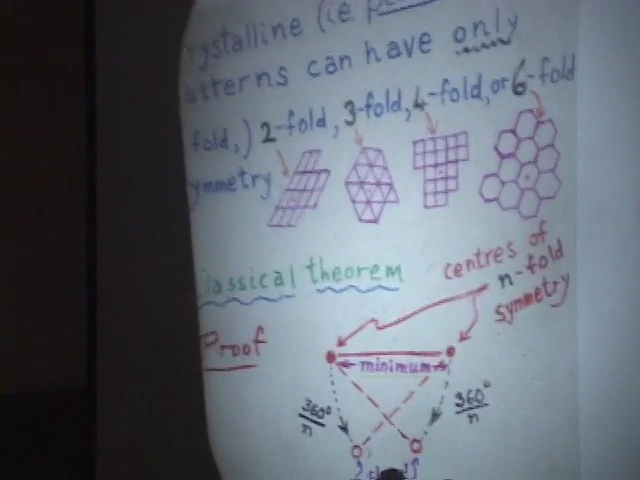 rystalline (i.e. pe
atterns can have only
fold,) 2-fold, 3-fold, 4-fold, or 6-fold
ymmetry
lassical theorem
centres of
n-fold
symmetry
Proof
minimum
360°/n
360°/n